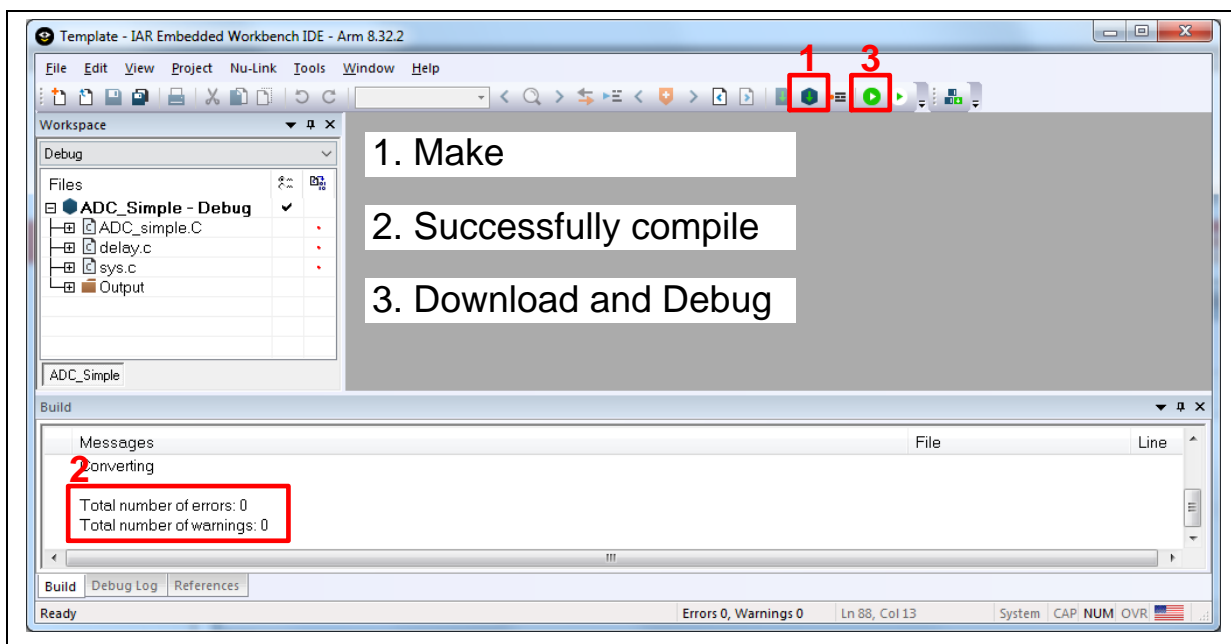 Template - IAR Embedded Workbench IDE - Arm 8.32.2
File Edit View Project Nu-Link Tools Window Help
1 3
Workspace
Debug
Files
ADC_Simple - Debug
ADC_simple.C
delay.c
sys.c
Output
ADC_Simple
1. Make
2. Successfully compile
3. Download and Debug
Build
Messages File Line
Converting
2
Total number of errors: 0
Total number of warnings: 0
Build Debug Log References
Ready Errors 0, Warnings 0 Ln 88, Col 13 System CAP NUM OVR